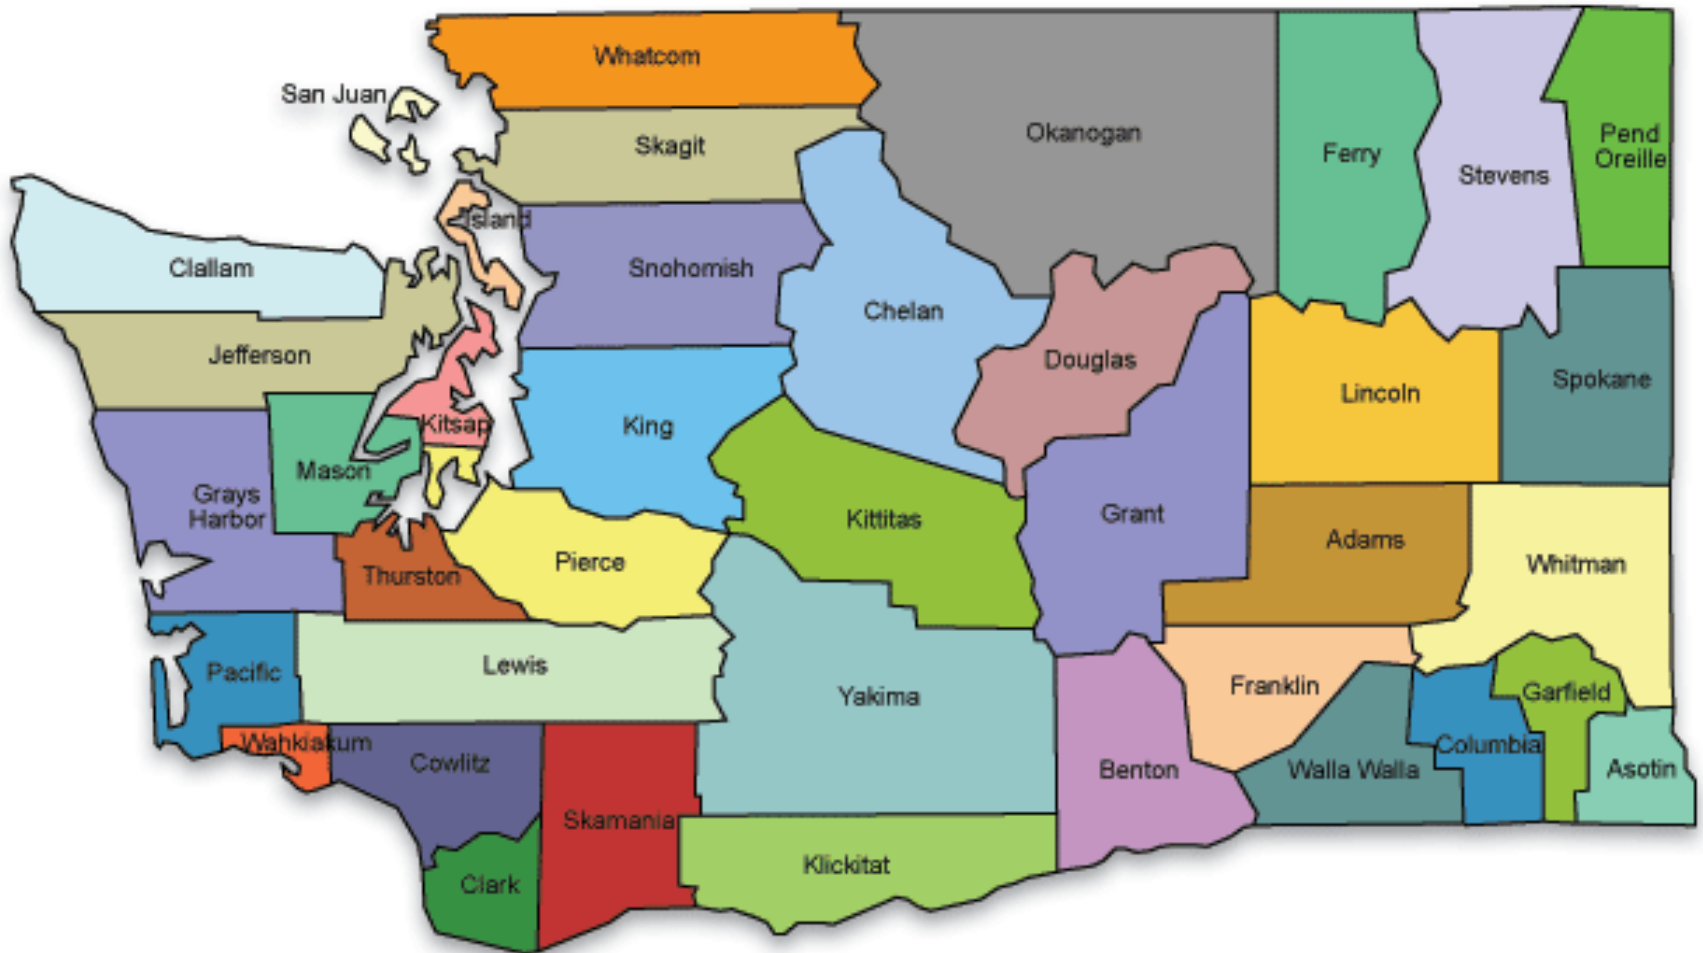 Whatcom
San Juan
Skagit
Okanogan
Ferry
Stevens
Pend
Oreille
Island
Clallam
Snohomish
Chelan
Jefferson
Douglas
Lincoln
Spokane
Kitsap
King
Mason
Grays
Harbor
Kittitas
Grant
Adams
Whitman
Thurston
Pierce
Pacific
Lewis
Yakima
Franklin
Garfield
Wahkiakum
Cowlitz
Benton
Walla Walla
Columbia
Asotin
Skamania
Klickitat
Clark